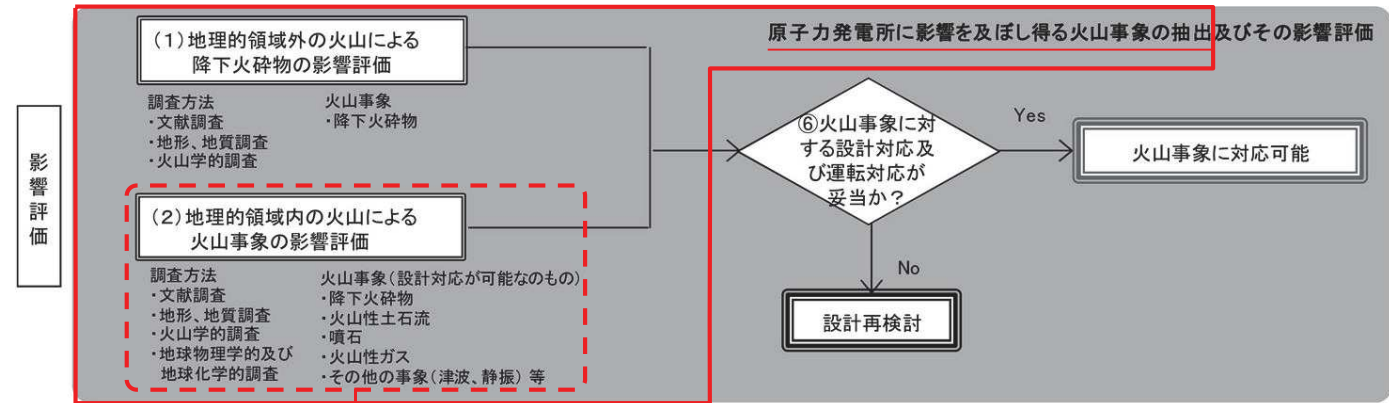 原子力発電所に影響を及ぼし得る火山事象の抽出及びその影響評価
影響評価
(1)地理的領域外の火山による
降下火砕物の影響評価
調査方法
・文献調査
・地形、地質調査
・火山学的調査
火山事象
・降下火砕物
(2)地理的領域内の火山による
火山事象の影響評価
調査方法
・文献調査
・地形、地質調査
・火山学的調査
・地球物理学的及び
地球化学的調査
火山事象(設計対応が可能なのもの)
・降下火砕物
・火山性土石流
・噴石
・火山性ガス
・その他の事象(津波、静振) 等
⑥火山事象に対
する設計対応及
び運転対応が
妥当か?
Yes
火山事象に対応可能
No
設計再検討